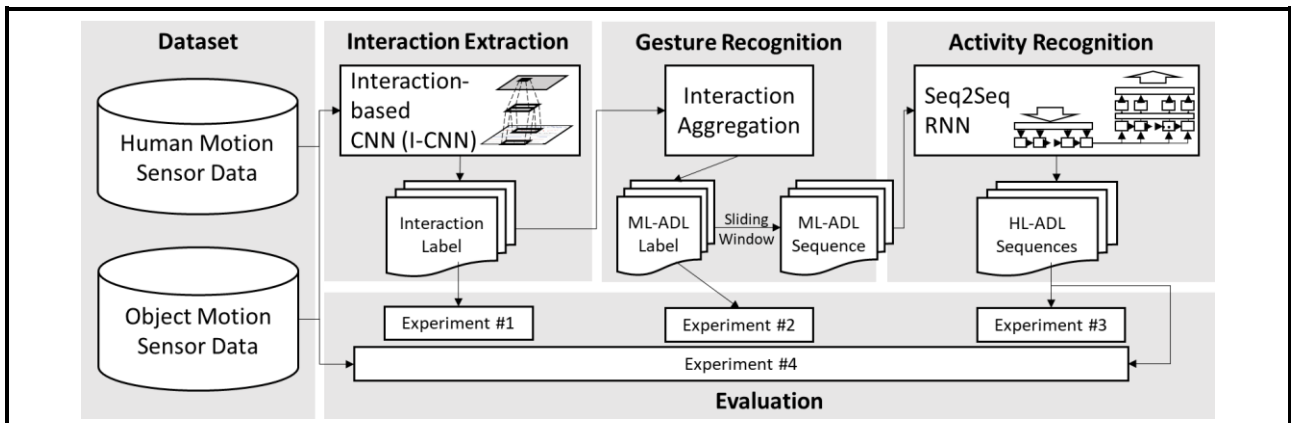 Dataset
Human Motion
Sensor Data
Object Motion
Sensor Data
Interaction Extraction
Interaction-
based
CNN (I-CNN)
Interaction
Label
Gesture Recognition
Interaction
Aggregation
ML-ADL
Label
Sliding
Window
ML-ADL
Sequence
Activity Recognition
Seq2Seq
RNN
HL-ADL
Sequences
Experiment #1
Experiment #2
Experiment #3
Experiment #4
Evaluation